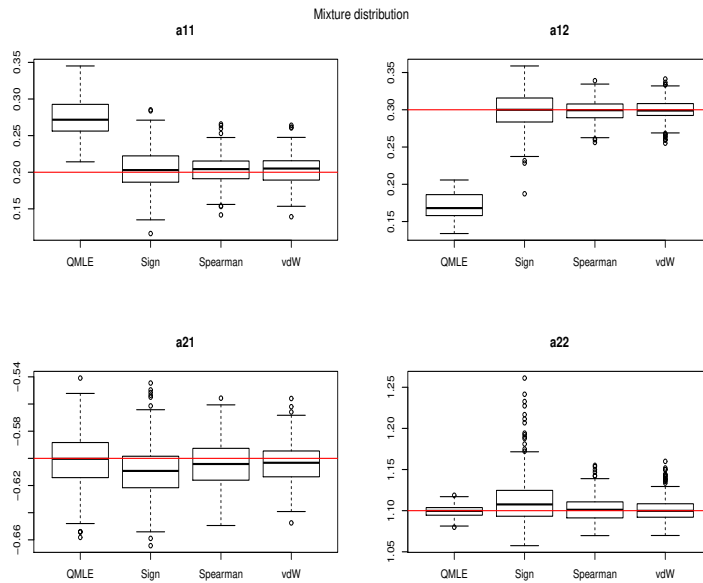 Mixture distribution
a11
0.35
0.30
0.25
0.20
0.15
QMLE Sign Spearman vdW
a12
0.35
0.30
0.25
0.20
0.15
QMLE Sign Spearman vdW
a21
−0.54
−0.58
−0.62
−0.66
QMLE Sign Spearman vdW
a22
1.25
1.20
1.15
1.10
1.05
QMLE Sign Spearman vdW